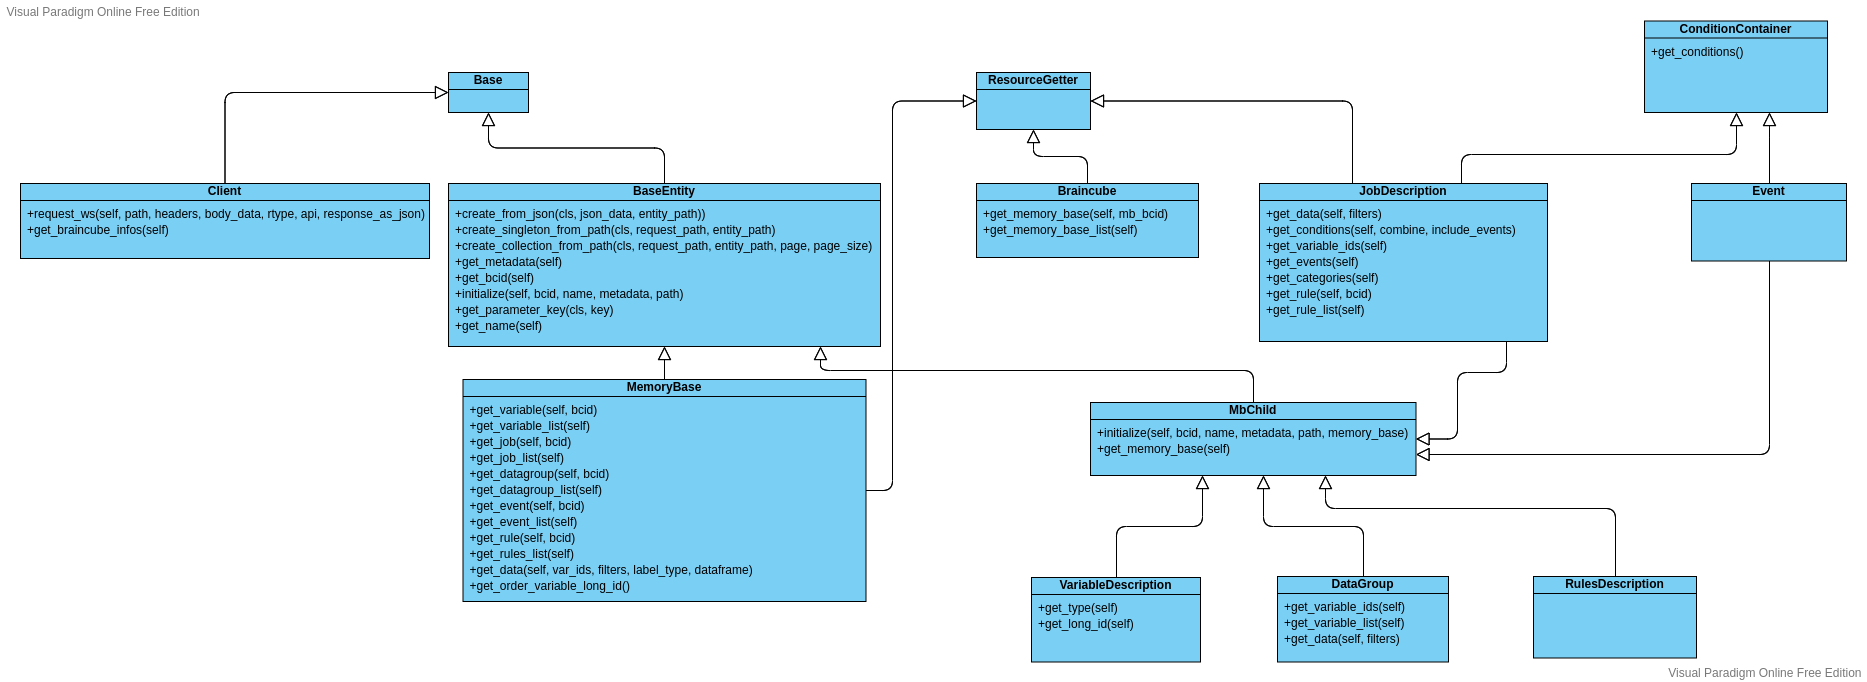 Visual Paradigm Online Free Edition
ConditionContainer
+get_conditions()
Base
ResourceGetter
Client
+request_ws(self, path, headers, body_data, rtype, api, response_as_json)
+get_braincube_infos(self)
BaseEntity
+create_from_json(cls, json_data, entity_path))
+create_singleton_from_path(cls, request_path, entity_path)
+create_collection_from_path(cls, request_path, entity_path, page, page_size)
+get_metadata(self)
+get_bcid(self)
+initialize(self, bcid, name, metadata, path)
+get_parameter_key(cls, key)
+get_name(self)
Braincube
+get_memory_base(self, mb_bcid)
+get_memory_base_list(self)
JobDescription
+get_data(self, filters)
+get_conditions(self, combine, include_events)
+get_variable_ids(self)
+get_events(self)
+get_categories(self)
+get_rule(self, bcid)
+get_rule_list(self)
Event
MemoryBase
+get_variable(self, bcid)
+get_variable_list(self)
+get_job(self, bcid)
+get_job_list(self)
+get_datagroup(self, bcid)
+get_datagroup_list(self)
+get_event(self, bcid)
+get_event_list(self)
+get_rule(self, bcid)
+get_rules_list(self)
+get_data(self, var_ids, filters, label_type, dataframe)
+get_order_variable_long_id()
MbChild
+initialize(self, bcid, name, metadata, path, memory_base)
+get_memory_base(self)
VariableDescription
+get_type(self)
+get_long_id(self)
DataGroup
+get_variable_ids(self)
+get_variable_list(self)
+get_data(self, filters)
RulesDescription
Visual Paradigm Online Free Edition